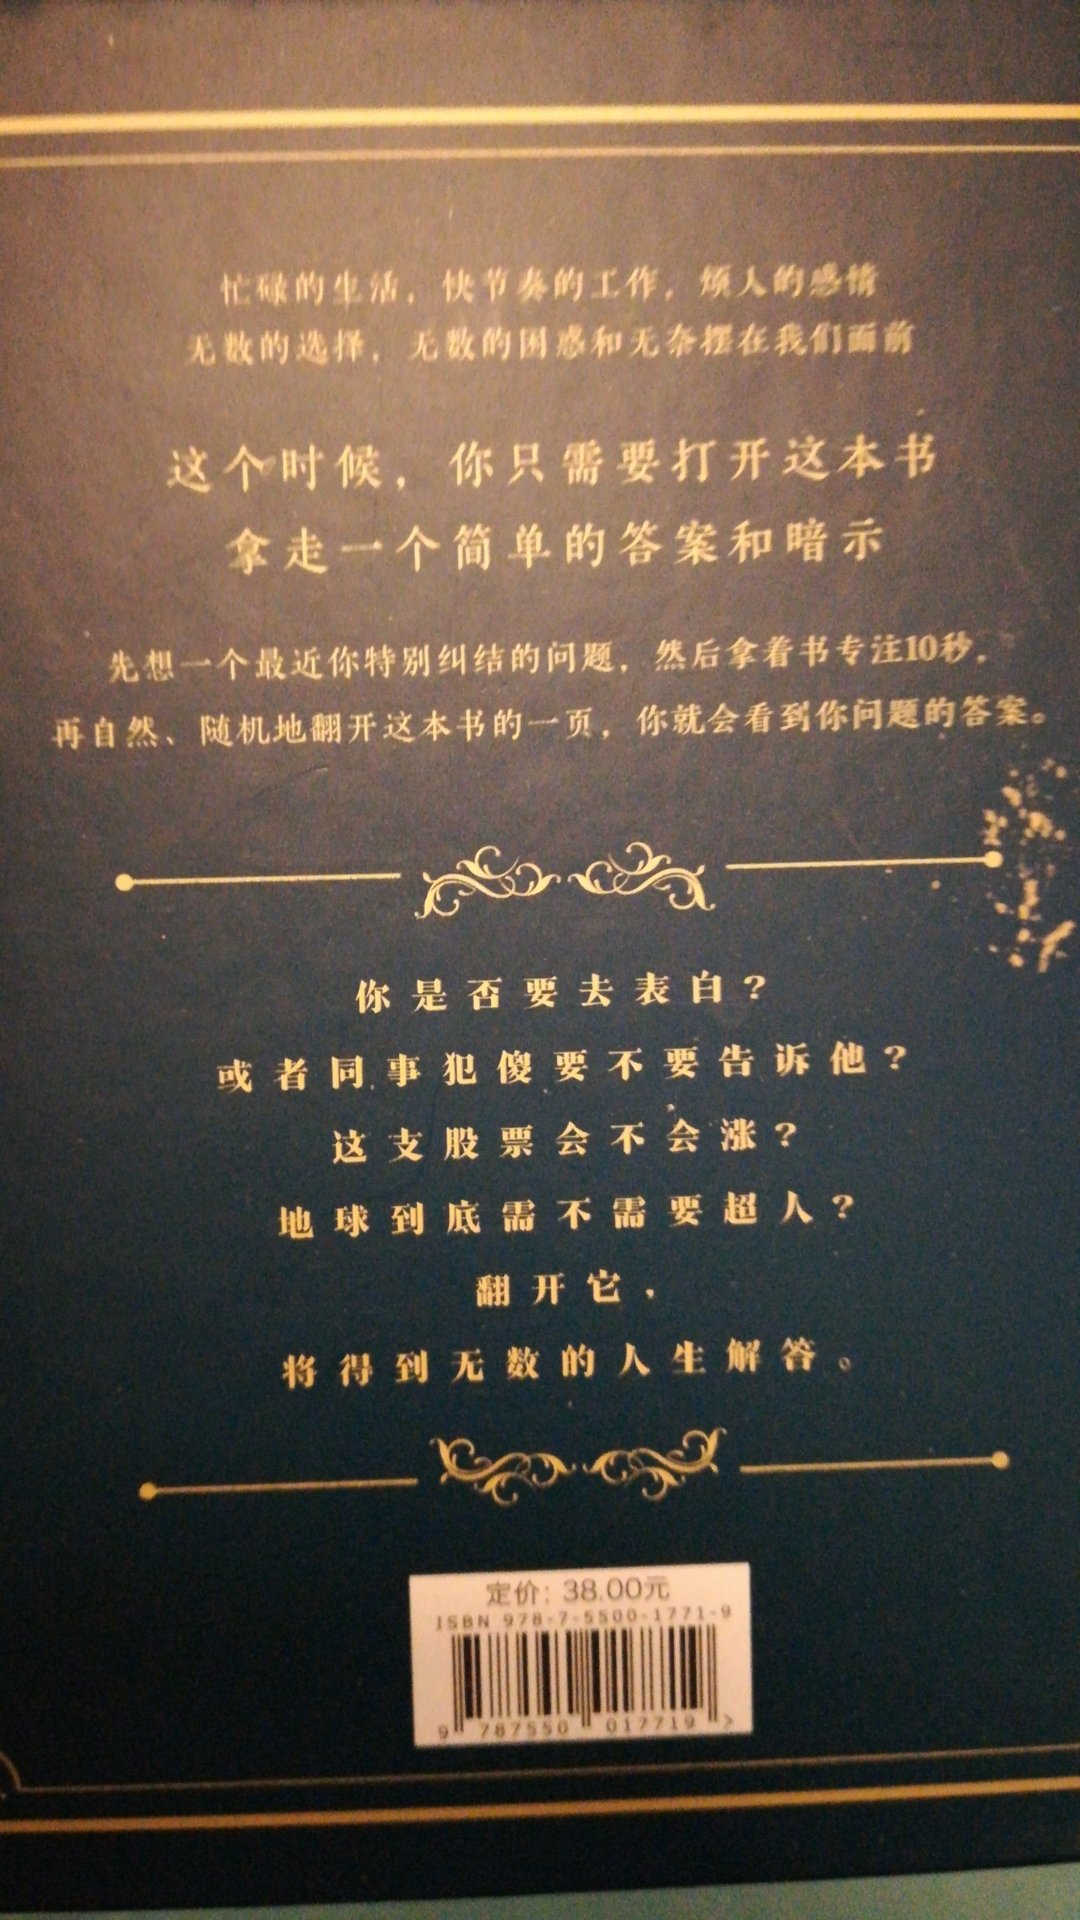 忙碌的生活，快节奏的工作，烦人的感情
无数的选择，无数的困惑和无奈摆在我们面前
这个时候，你只需要打开这本书
拿走一个简单的答案和暗示
先想一个最近你特别纠结的问题，然后拿着书专注10秒，
再自然、随机地翻开这本书的一页，你就会看到你问题的答案。
你是否要去表白？
或者同事犯傻要不要告诉他？
这支股票会不会涨？
地球到底需不需要超人？
翻开它，
将得到无数的人生解答。
定价：38.00元
ISBN 978-7-5500-1771-9
9 787550 017719 >